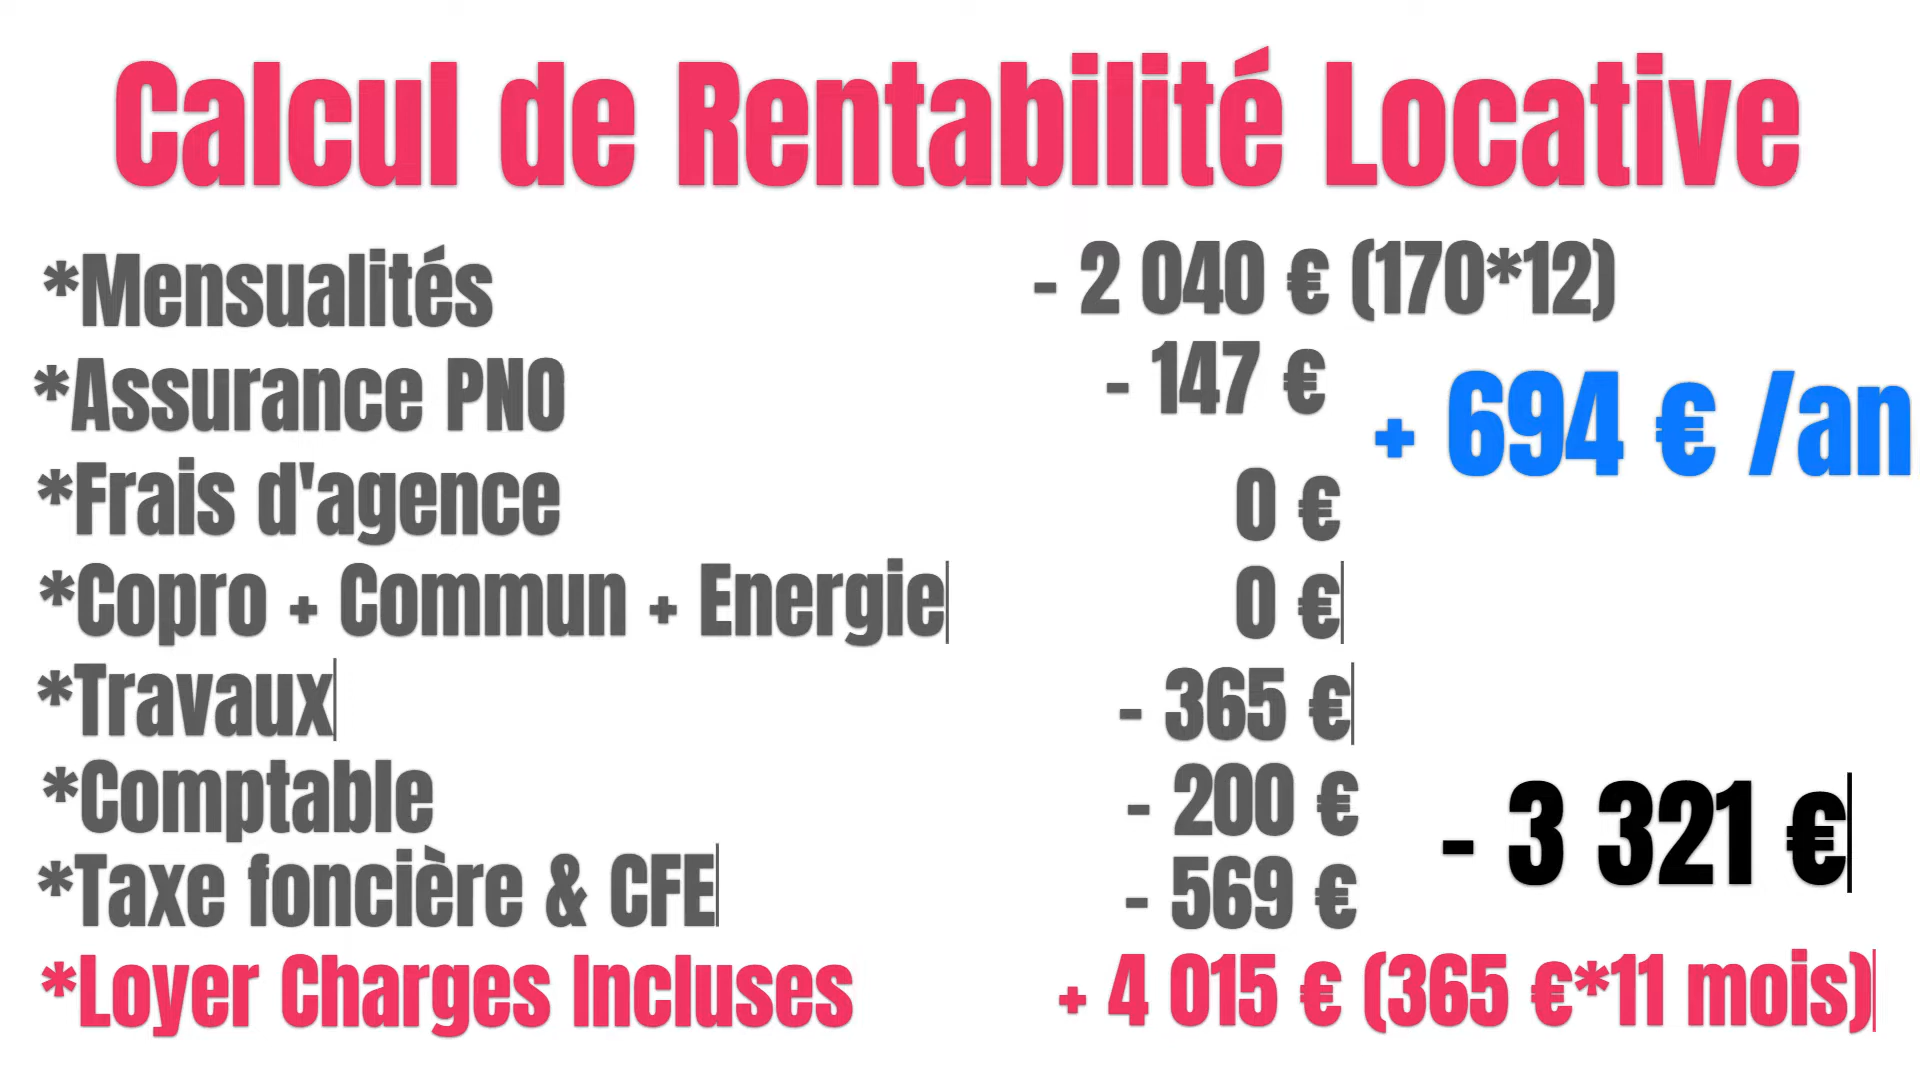 Calcul de Rentabilité Locative
*Mensualités - 2 040 € (170*12)
*Assurance PNO - 147 €
+ 694 € /an
*Frais d'agence 0 €
*Copro + Commun + Energie 0 €
*Travaux - 365 €
*Comptable - 200 €
- 3 321 €
*Taxe foncière & CFE - 569 €
*Loyer Charges Incluses + 4 015 € (365 €*11 mois)